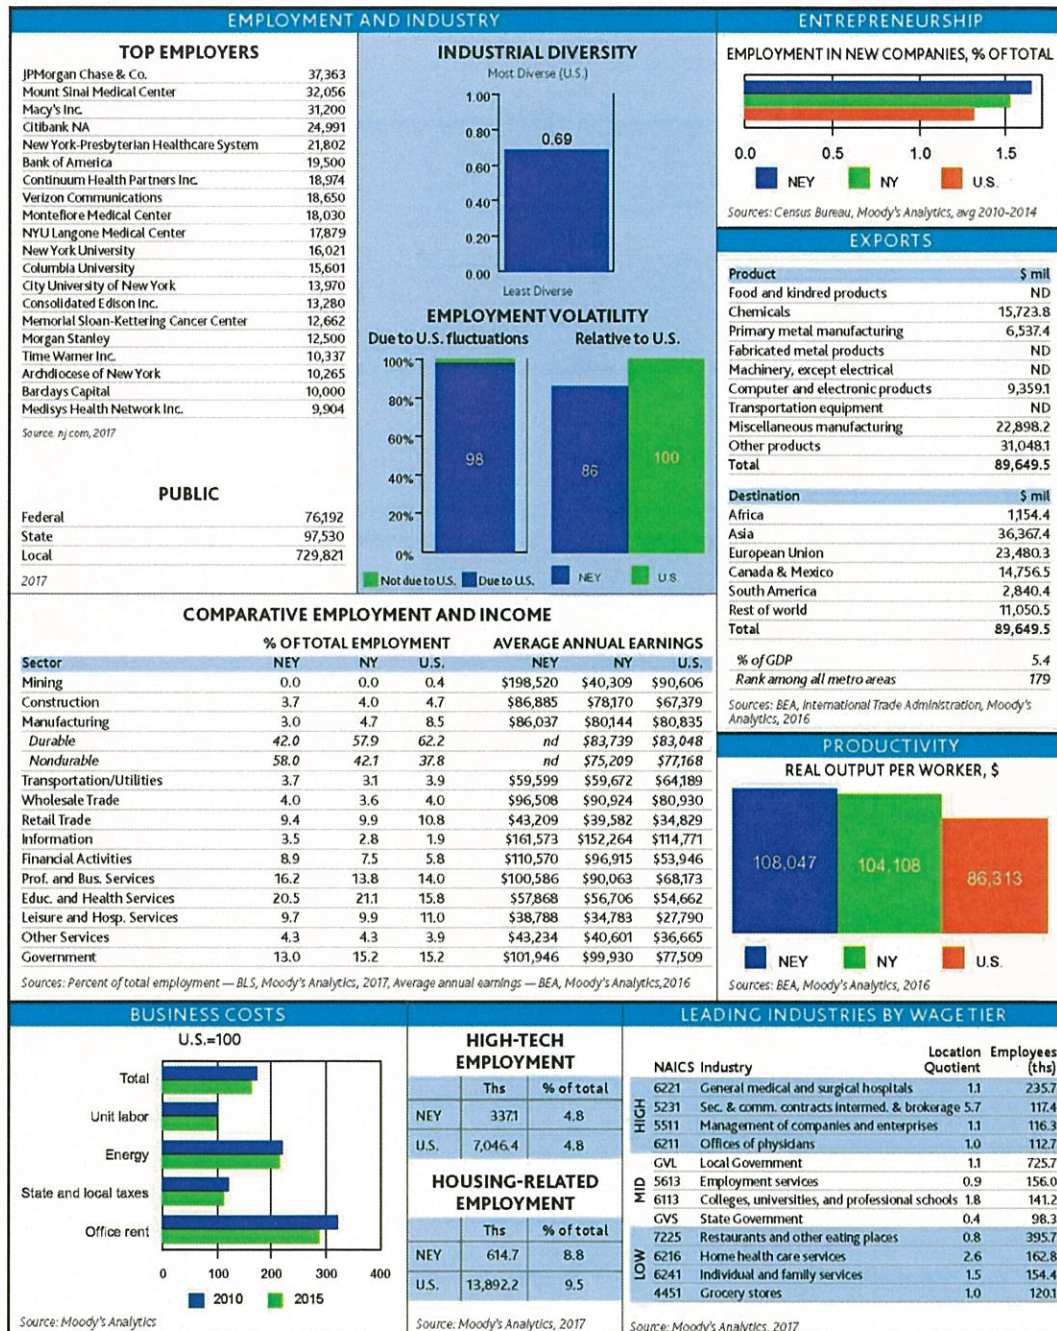 EMPLOYMENT AND INDUSTRY
TOP EMPLOYERS
JPMorgan Chase & Co. 37,363
Mount Sinai Medical Center 32,056
Macy's Inc. 31,200
Citibank NA 24,991
New York-Presbyterian Healthcare System 21,802
Bank of America 19,500
Continuum Health Partners Inc. 18,974
Verizon Communications 18,650
Montefiore Medical Center 18,030
NYU Langone Medical Center 17,879
New York University 16,021
Columbia University 15,601
City University of New York 13,970
Consolidated Edison Inc. 13,280
Memorial Sloan-Kettering Cancer Center 12,662
Morgan Stanley 12,500
Time Warner Inc. 10,337
Archdiocese of New York 10,265
Barclays Capital 10,000
Medisys Health Network Inc. 9,904
Source: nj.com, 2017
PUBLIC
Federal 76,192
State 97,530
Local 729,821
2017
INDUSTRIAL DIVERSITY
Most Diverse (U.S.)
1.00
0.80
0.69
0.60
0.40
0.20
0.00
Least Diverse
EMPLOYMENT VOLATILITY
Due to U.S. fluctuations Relative to U.S.
100%
80%
60%
40%
20%
0%
98
86
100
Not due to U.S. Due to U.S. NEY U.S.
ENTREPRENEURSHIP
EMPLOYMENT IN NEW COMPANIES, % OF TOTAL
0.0 0.5 1.0 1.5
NEY NY U.S.
Sources: Census Bureau, Moody's Analytics, avg 2010-2014
EXPORTS
Product $ mil
Food and kindred products ND
Chemicals 15,723.8
Primary metal manufacturing 6,537.4
Fabricated metal products ND
Machinery, except electrical ND
Computer and electronic products 9,359.1
Transportation equipment ND
Miscellaneous manufacturing 22,898.2
Other products 31,048.1
Total 89,649.5
Destination $ mil
Africa 1,154.4
Asia 36,367.4
European Union 23,480.3
Canada & Mexico 14,756.5
South America 2,840.4
Rest of world 11,050.5
Total 89,649.5
% of GDP 5.4
Rank among all metro areas 179
Sources: BEA, International Trade Administration, Moody's
Analytics, 2016
COMPARATIVE EMPLOYMENT AND INCOME
% OF TOTAL EMPLOYMENT AVERAGE ANNUAL EARNINGS
Sector NEY NY U.S. NEY NY U.S.
Mining 0.0 0.0 0.4 $198,520 $40,309 $90,606
Construction 3.7 4.0 4.7 $86,885 $78,170 $67,379
Manufacturing 3.0 4.7 8.5 $86,037 $80,144 $80,835
Durable 42.0 57.9 62.2 nd $83,739 $83,048
Nondurable 58.0 42.1 37.8 nd $75,209 $77,168
Transportation/Utilities 3.7 3.1 3.9 $59,599 $59,672 $64,189
Wholesale Trade 4.0 3.6 4.0 $96,508 $90,924 $80,930
Retail Trade 9.4 9.9 10.8 $43,209 $39,582 $34,829
Information 3.5 2.8 1.9 $161,573 $152,264 $114,771
Financial Activities 8.9 7.5 5.8 $110,570 $96,915 $53,946
Prof. and Bus. Services 16.2 13.8 14.0 $100,586 $90,063 $68,173
Educ. and Health Services 20.5 21.1 15.8 $57,868 $56,706 $54,662
Leisure and Hosp. Services 9.7 9.9 11.0 $38,788 $34,783 $27,790
Other Services 4.3 4.3 3.9 $43,234 $40,601 $36,665
Government 13.0 15.2 15.2 $101,946 $99,930 $77,509
Sources: Percent of total employment — BLS, Moody's Analytics, 2017, Average annual earnings — BEA, Moody's Analytics,2016
PRODUCTIVITY
REAL OUTPUT PER WORKER, $
108,047 104,108 86,313
NEY NY U.S.
Sources: BEA, Moody's Analytics, 2016
BUSINESS COSTS
U.S.=100
Total
Unit labor
Energy
State and local taxes
Office rent
0 100 200 300 400
2010 2015
Source: Moody's Analytics
HIGH-TECH
EMPLOYMENT
Ths % of total
NEY 337.1 4.8
U.S. 7,046.4 4.8
HOUSING-RELATED
EMPLOYMENT
Ths % of total
NEY 614.7 8.8
U.S. 13,892.2 9.5
Source: Moody's Analytics, 2017
LEADING INDUSTRIES BY WAGE TIER
Location Employees
NAICS Industry Quotient (ths)
HIGH
6221 General medical and surgical hospitals 1.1 235.7
5231 Sec. & comm. contracts intermed. & brokerage 5.7 117.4
5511 Management of companies and enterprises 1.1 116.3
6211 Offices of physicians 1.0 112.7
MID
GVL Local Government 1.1 725.7
5613 Employment services 0.9 156.0
6113 Colleges, universities, and professional schools 1.8 141.2
GVS State Government 0.4 98.3
LOW
7225 Restaurants and other eating places 0.8 395.7
6216 Home health care services 2.6 162.8
6241 Individual and family services 1.5 154.4
4451 Grocery stores 1.0 120.1
Source: Moody's Analytics, 2017